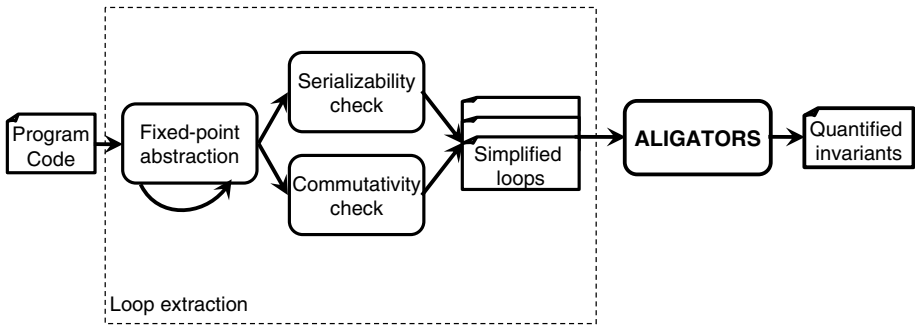 Program
Code
Fixed-point
abstraction
Serializability
check
Commutativity
check
Simplified
loops
ALIGATORS
Quantified
invariants
Loop extraction